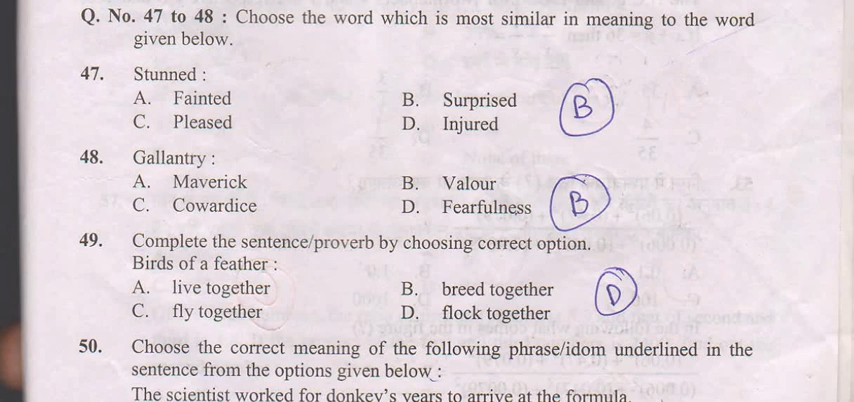 Q. No. 47 to 48 : Choose the word which is most similar in meaning to the word
given below.
47. Stunned :
A. Fainted B. Surprised
C. Pleased D. Injured
B
48. Gallantry :
A. Maverick B. Valour
C. Cowardice D. Fearfulness
B
49. Complete the sentence/proverb by choosing correct option.
Birds of a feather :
A. live together B. breed together
C. fly together D. flock together
D
50. Choose the correct meaning of the following phrase/idom underlined in the
sentence from the options given below :
The scientist worked for donkey's years to arrive at the formula.